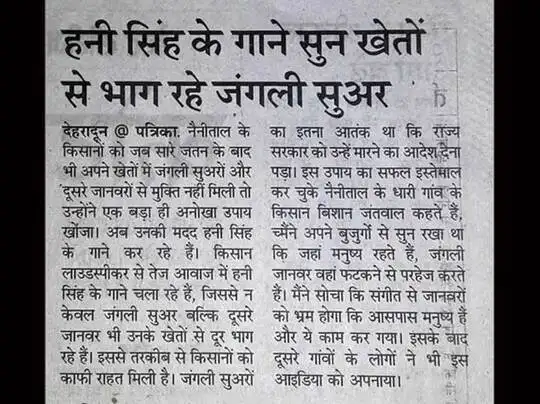 हनी सिंह के गाने सुन खेतों
से भाग रहे जंगली सुअर
देहरादून @ पत्रिका. नैनीताल के
किसानों को जब सारे जतन के बाद
भी अपने खेतों में जंगली सुअरों और
दूसरे जानवरों से मुक्ति नहीं मिली तो
उन्होंने एक बड़ा ही अनोखा उपाय
खोजा। अब उनकी मदद हनी सिंह
के गाने कर रहे हैं। किसान
लाउडस्पीकर से तेज आवाज में हनी
सिंह के गाने चला रहे हैं, जिससे न
केवल जंगली सुअर बल्कि दूसरे
जानवर भी उनके खेतों से दूर भाग
रहे हैं। इससे तरकीब से किसानों को
काफी राहत मिली है। जंगली सुअरों
का इतना आतंक था कि राज्य
सरकार को उन्हें मारने का आदेश देना
पड़ा। इस उपाय का सफल इस्तेमाल
कर चुके नैनीताल के धारी गांव के
किसान बिशान जंतवाल कहते हैं,
च्मैंने अपने बुजुर्गो से सुन रखा था
कि जहां मनुष्य रहते हैं, जंगली
जानवर वहां फटकने से परहेज करते
हैं। मैंने सोचा कि संगीत से जानवरों
को भ्रम होगा कि आसपास मनुष्य हैं
और ये काम कर गया। इसके बाद
दूसरे गांवों के लोगों ने भी इस
आइडिया को अपनाया।